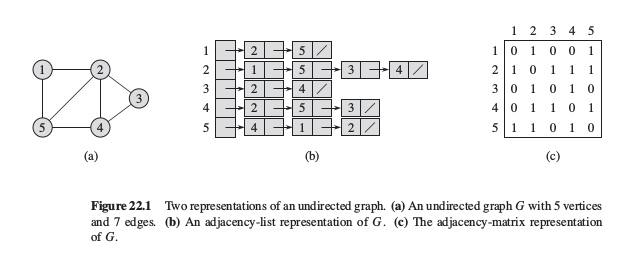 1
2
3
5
4
(a)
1 2 5 /
2 1 5 3 4 /
3 2 4 /
4 2 5 3 /
5 4 1 2 /
(b)
1 2 3 4 5
1 0 1 0 0 1
2 1 0 1 1 1
3 0 1 0 1 0
4 0 1 1 0 1
5 1 1 0 1 0
(c)
Figure 22.1 Two representations of an undirected graph. (a) An undirected graph G with 5 vertices
and 7 edges. (b) An adjacency-list representation of G. (c) The adjacency-matrix representation
of G.